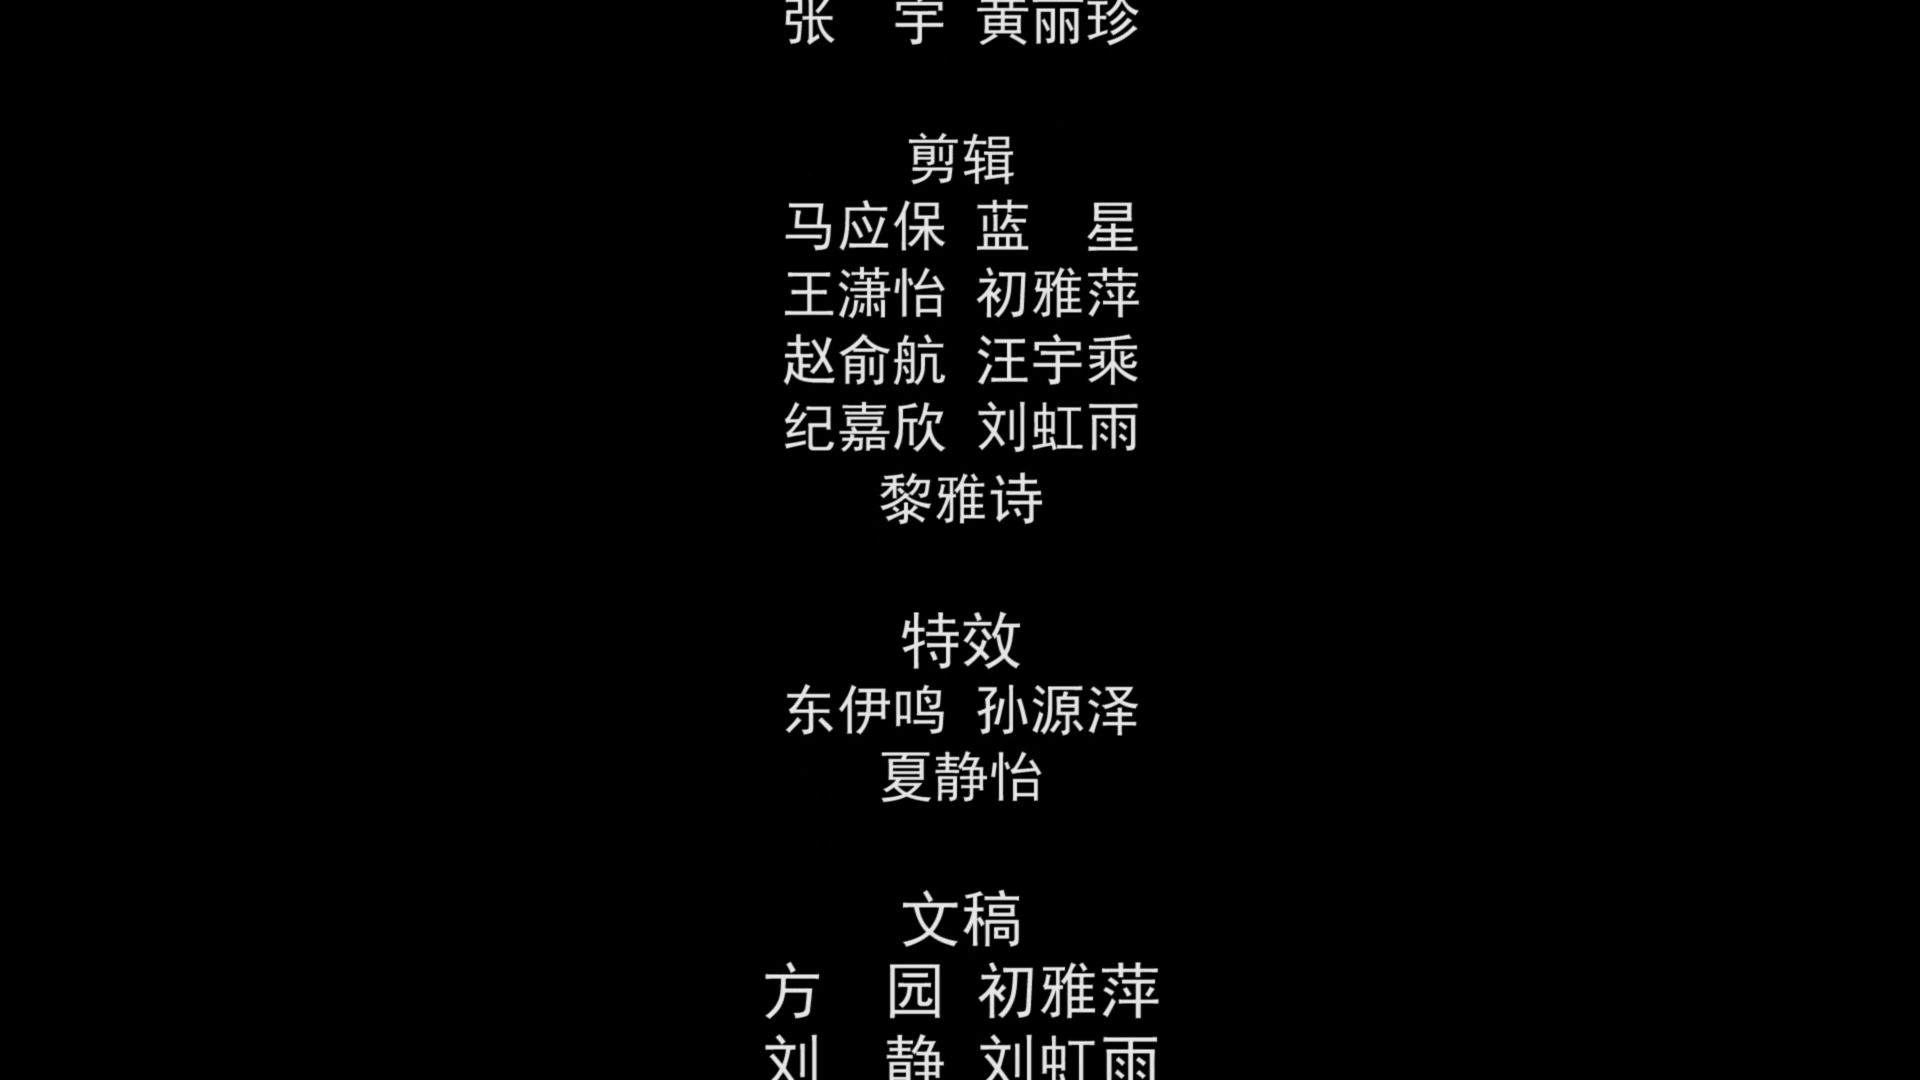 张　宇 黄丽珍
剪辑
马应保 蓝　星
王潇怡 初雅萍
赵俞航 汪宇乘
纪嘉欣 刘虹雨
黎雅诗
特效
东伊鸣 孙源泽
夏静怡
文稿
方　园 初雅萍
刘　静 刘虹雨